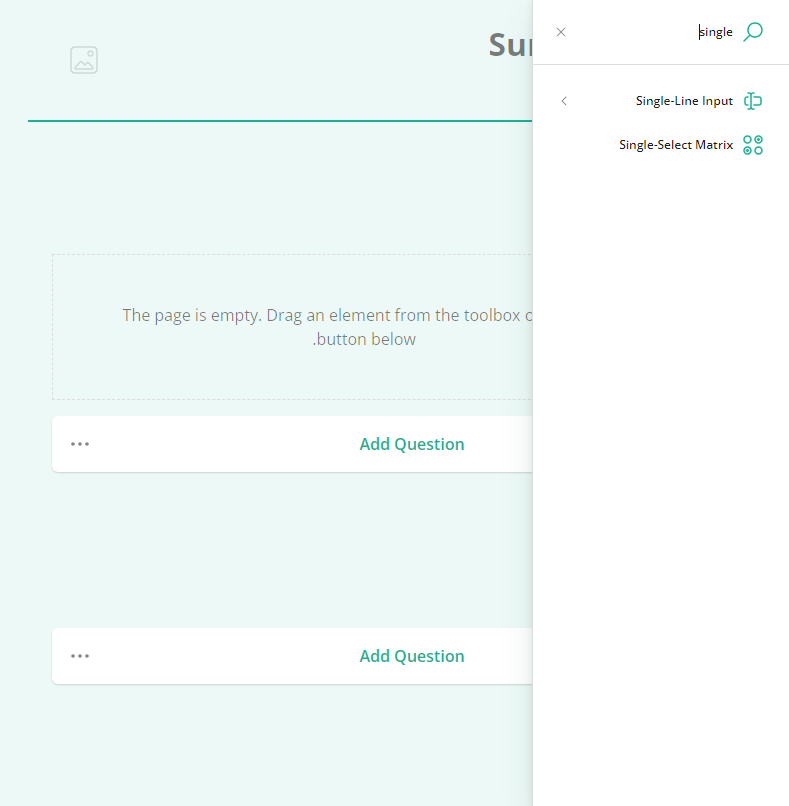 Sur
single
Single-Line Input
Single-Select Matrix
The page is empty. Drag an element from the toolbox
.button below
Add Question
Add Question